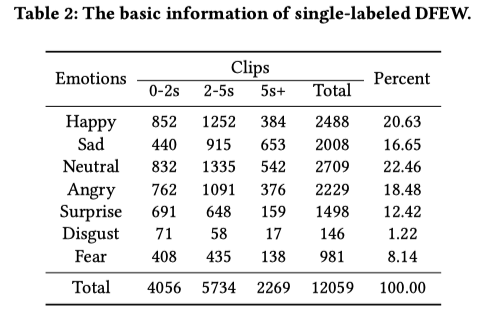 Table 2: The basic information of single-labeled DFEW.
Emotions Clips Percent
0-2s 2-5s 5s+ Total
Happy 852 1252 384 2488 20.63
Sad 440 915 653 2008 16.65
Neutral 832 1335 542 2709 22.46
Angry 762 1091 376 2229 18.48
Surprise 691 648 159 1498 12.42
Disgust 71 58 17 146 1.22
Fear 408 435 138 981 8.14
Total 4056 5734 2269 12059 100.00